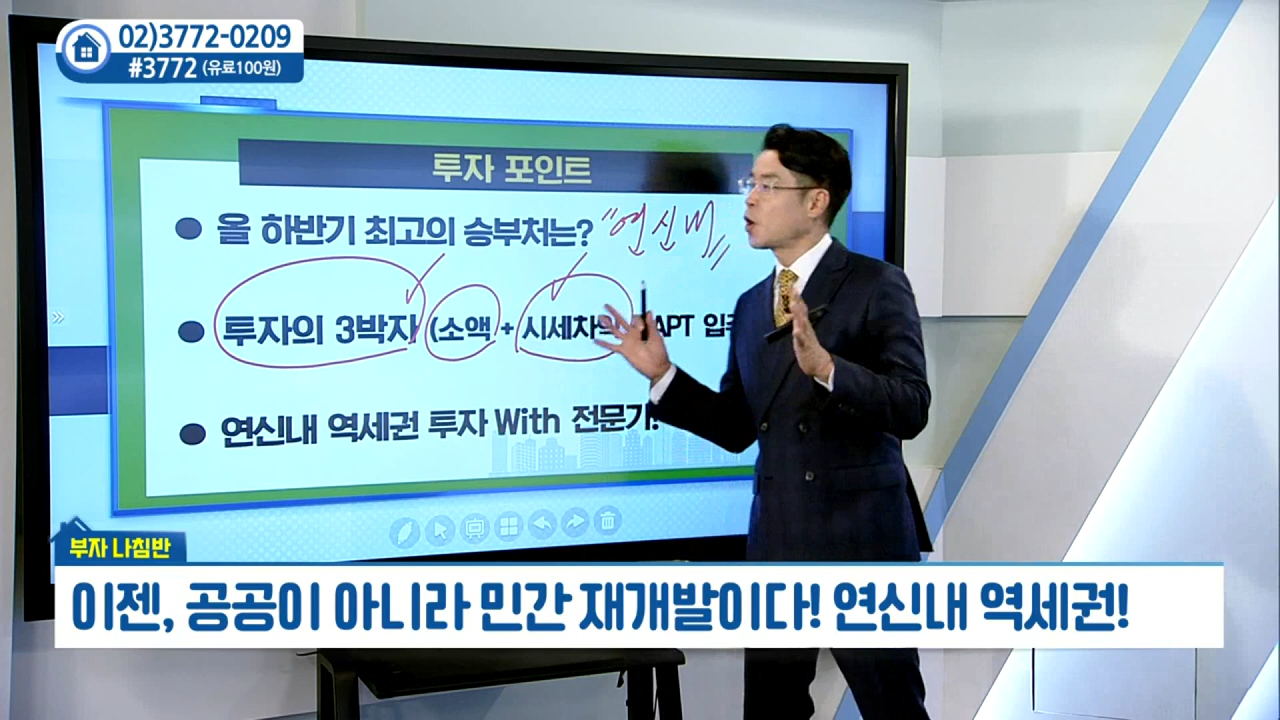 02)3772-0209
#3772 (유료100원)
투자 포인트
올 하반기 최고의 승부처는? "연신내"
투자의 3박자 (소액 + 시세차익 APT 입주
연신내 역세권 투자 With 전문가!
부자 나침반
이젠, 공공이 아니라 민간 재개발이다! 연신내 역세권!